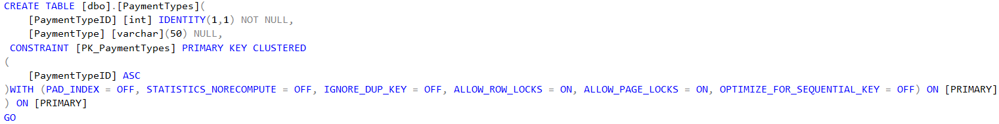 CREATE TABLE [dbo].[PaymentTypes](
    [PaymentTypeID] [int] IDENTITY(1,1) NOT NULL,
    [PaymentType] [varchar](50) NULL,
 CONSTRAINT [PK_PaymentTypes] PRIMARY KEY CLUSTERED
(
    [PaymentTypeID] ASC
)WITH (PAD_INDEX = OFF, STATISTICS_NORECOMPUTE = OFF, IGNORE_DUP_KEY = OFF, ALLOW_ROW_LOCKS = ON, ALLOW_PAGE_LOCKS = ON, OPTIMIZE_FOR_SEQUENTIAL_KEY = OFF) ON [PRIMARY]
) ON [PRIMARY]
GO